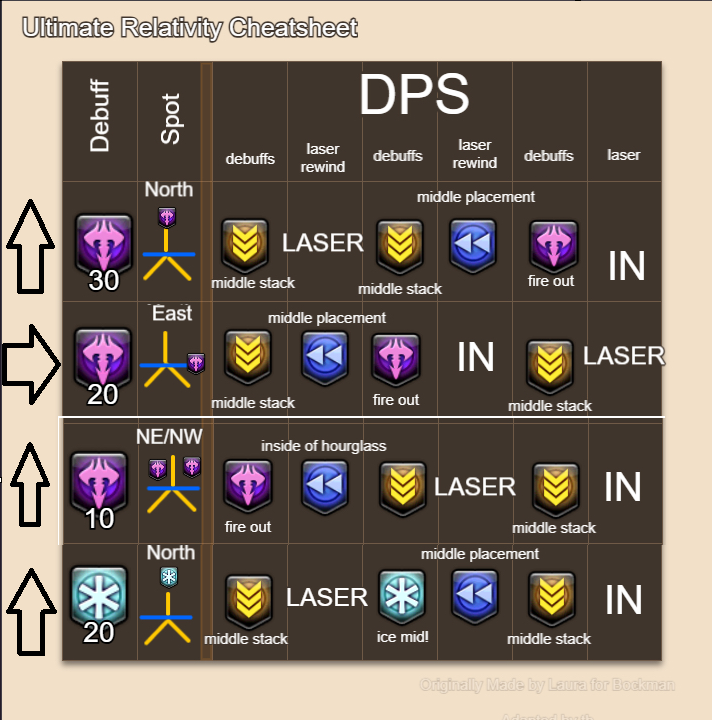 Ultimate Relativity Cheatsheet
Debuff
Spot
DPS
debuffs
laser
rewind
debuffs
laser
rewind
debuffs
laser
North
middle placement
30
LASER
IN
middle stack
middle stack
fire out
East
middle placement
20
IN
LASER
middle stack
fire out
middle stack
NE/NW
inside of hourglass
10
LASER
IN
fire out
middle stack
North
middle placement
20
LASER
IN
middle stack
ice mid!
middle stack
Originally Made by Laura for Bockman